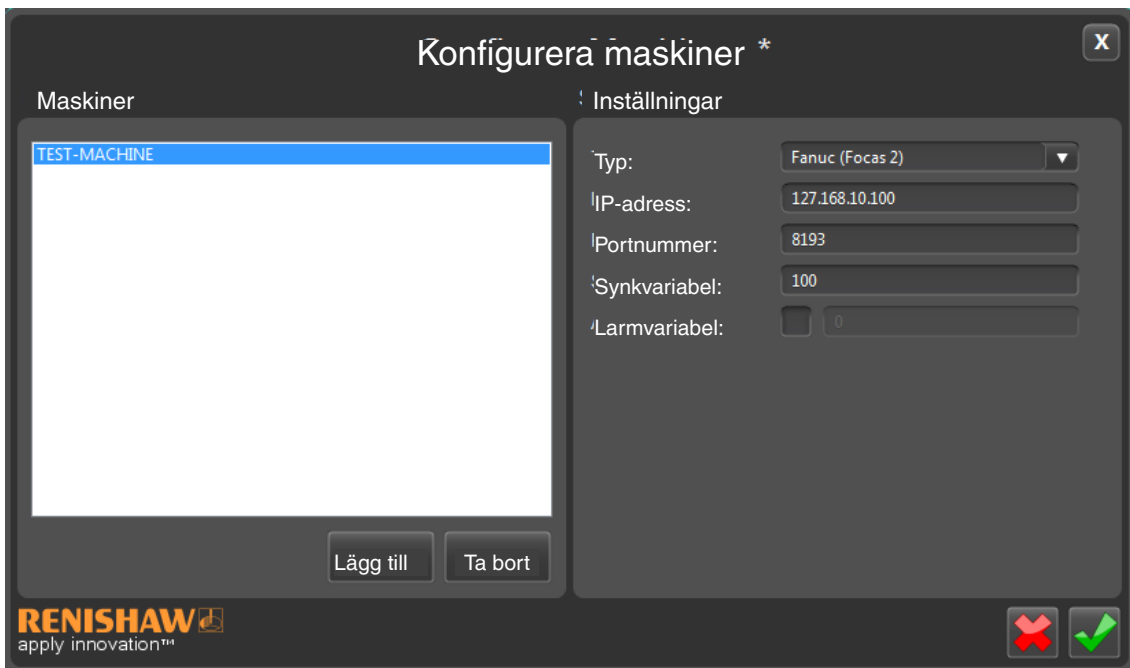 Konfigurera maskiner *
X
Maskiner
Inställningar
TEST-MACHINE
Typ: Fanuc (Focas 2)
IP-adress: 127.168.10.100
Portnummer: 8193
Synkvariabel: 100
Larmvariabel: 0
Lägg till
Ta bort
RENISHAW
apply innovation™